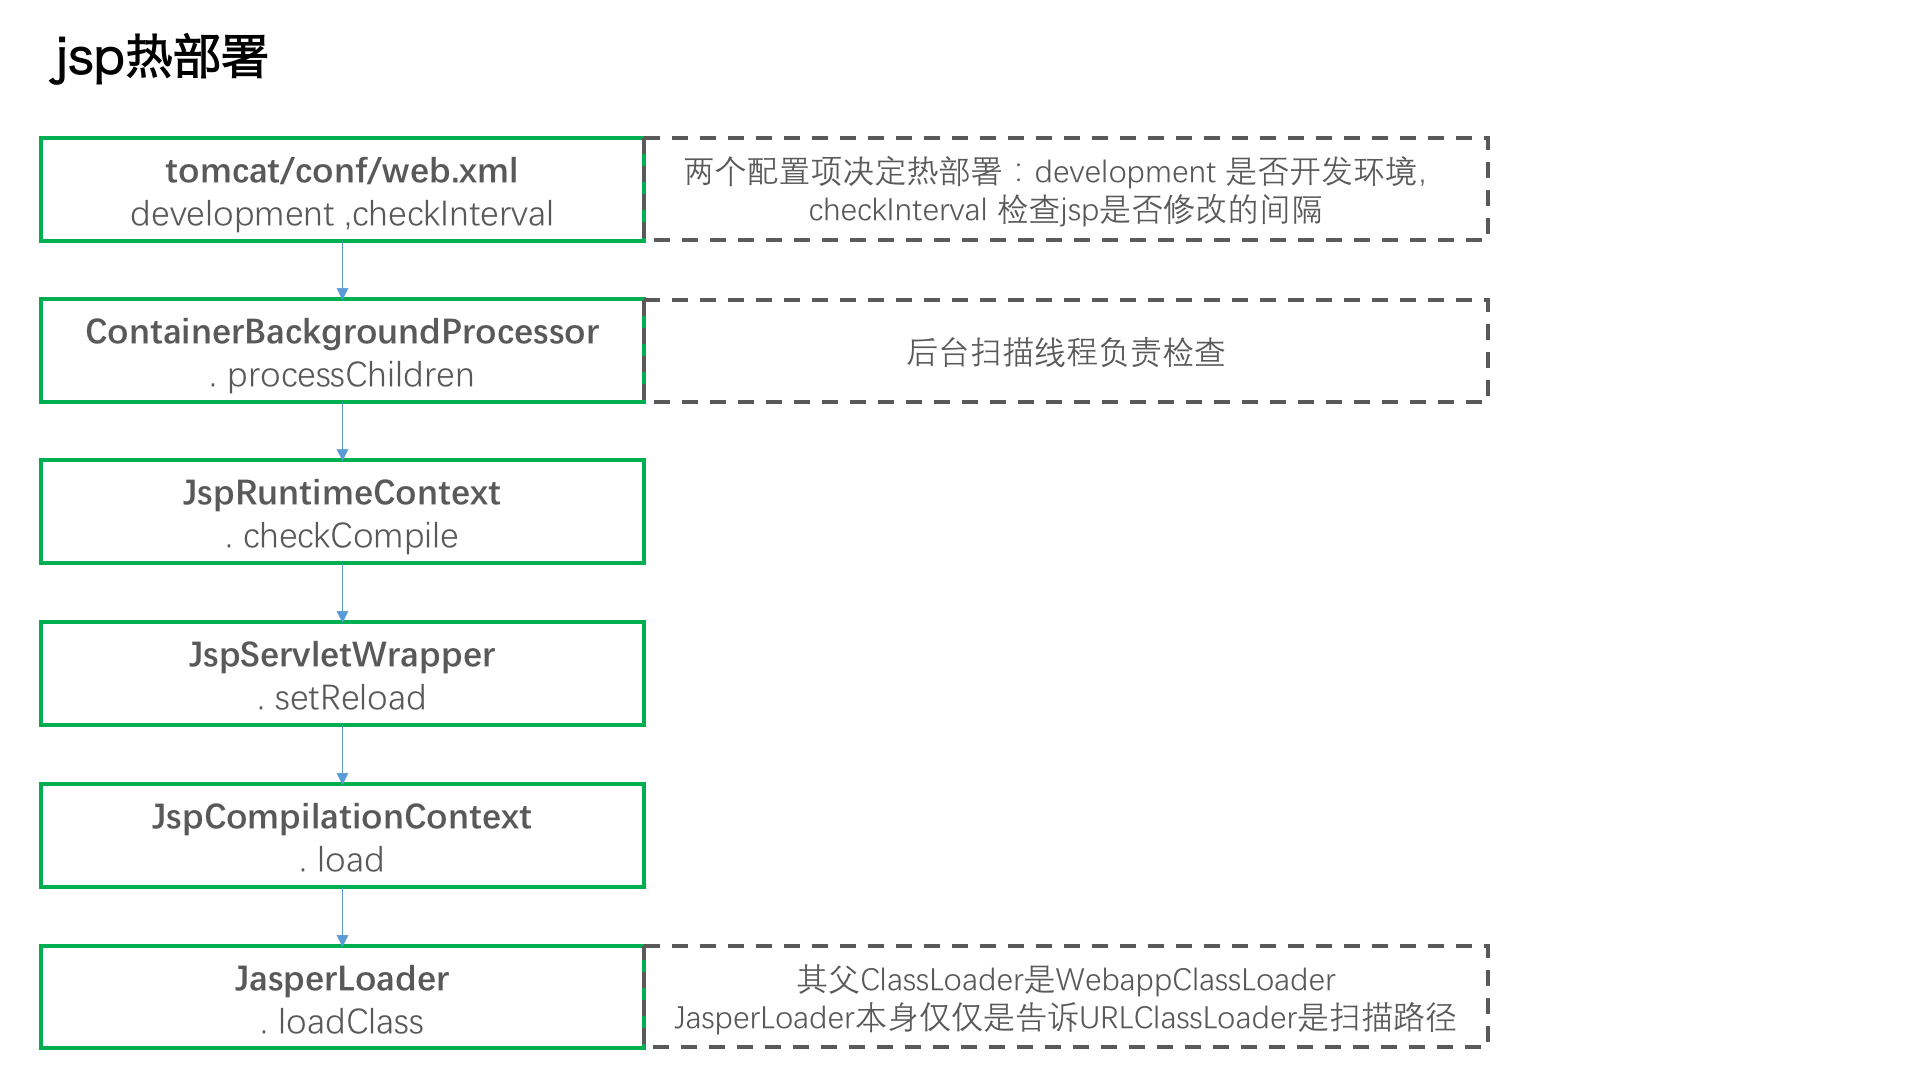 jsp热部署
tomcat/conf/web.xml
development ,checkInterval
两个配置项决定热部署：development 是否开发环境,
checkInterval 检查jsp是否修改的间隔
ContainerBackgroundProcessor
. processChildren
后台扫描线程负责检查
JspRuntimeContext
. checkCompile
JspServletWrapper
. setReload
JspCompilationContext
. load
JasperLoader
. loadClass
其父ClassLoader是WebappClassLoader
JasperLoader本身仅仅是告诉URLClassLoader是扫描路径